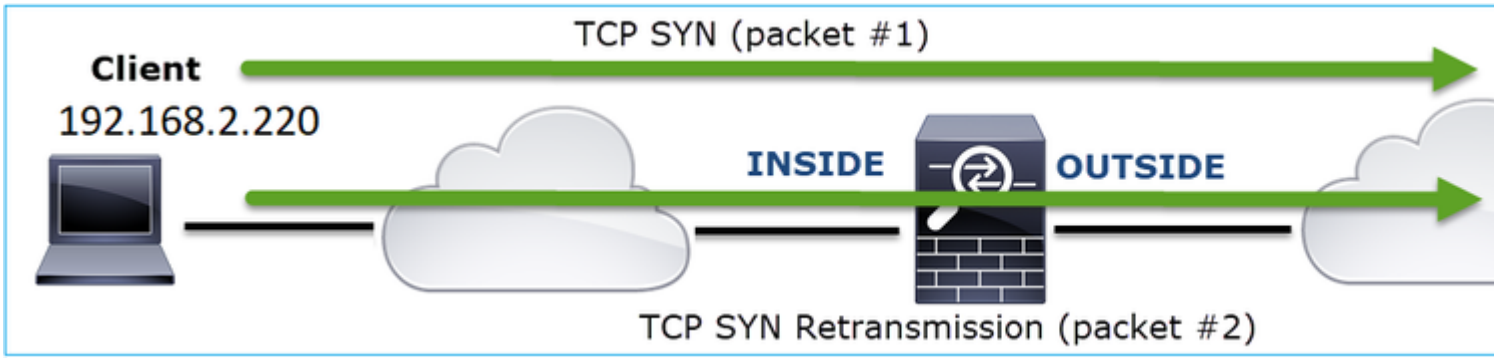 TCP SYN (packet #1)
Client
192.168.2.220
INSIDE
OUTSIDE
TCP SYN Retransmission (packet #2)